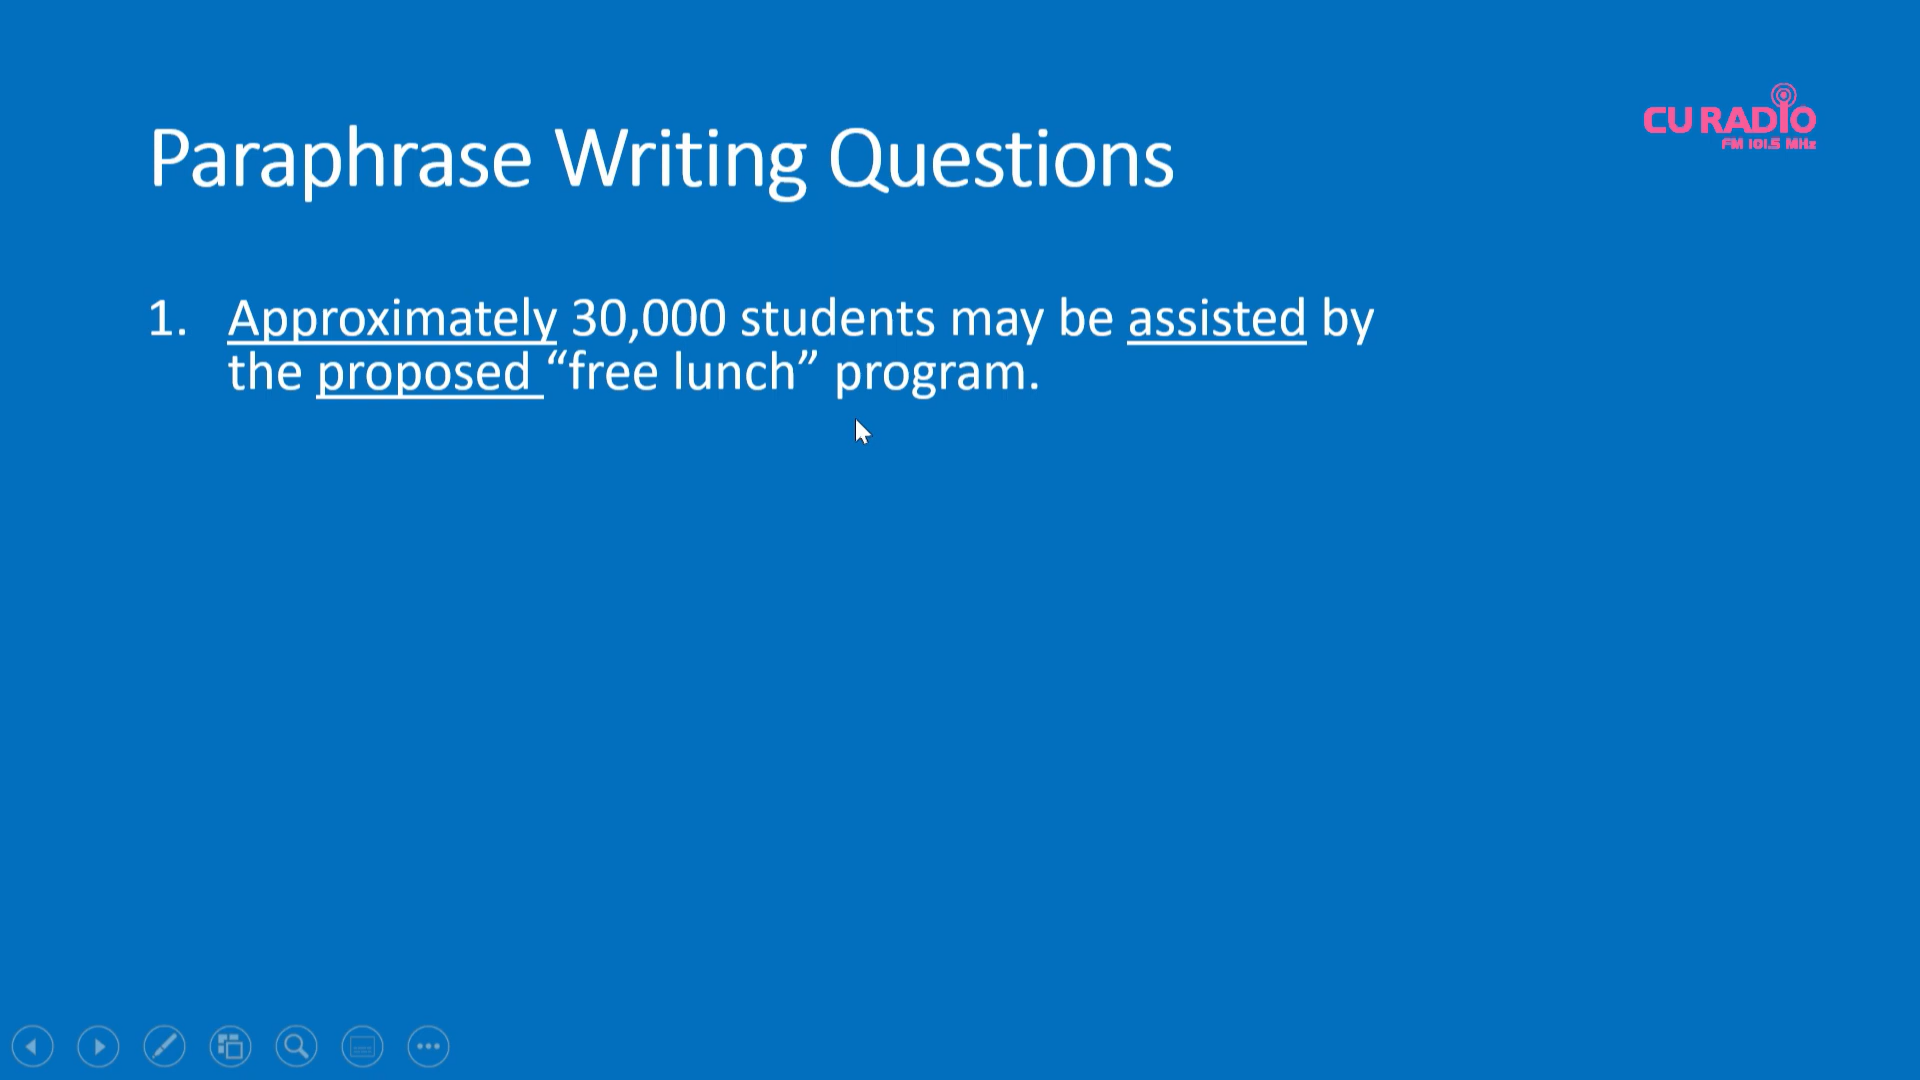 Paraphrase Writing Questions
CU RADIO
FM 101.5 MHz
1. Approximately 30,000 students may be assisted by
the proposed “free lunch” program.